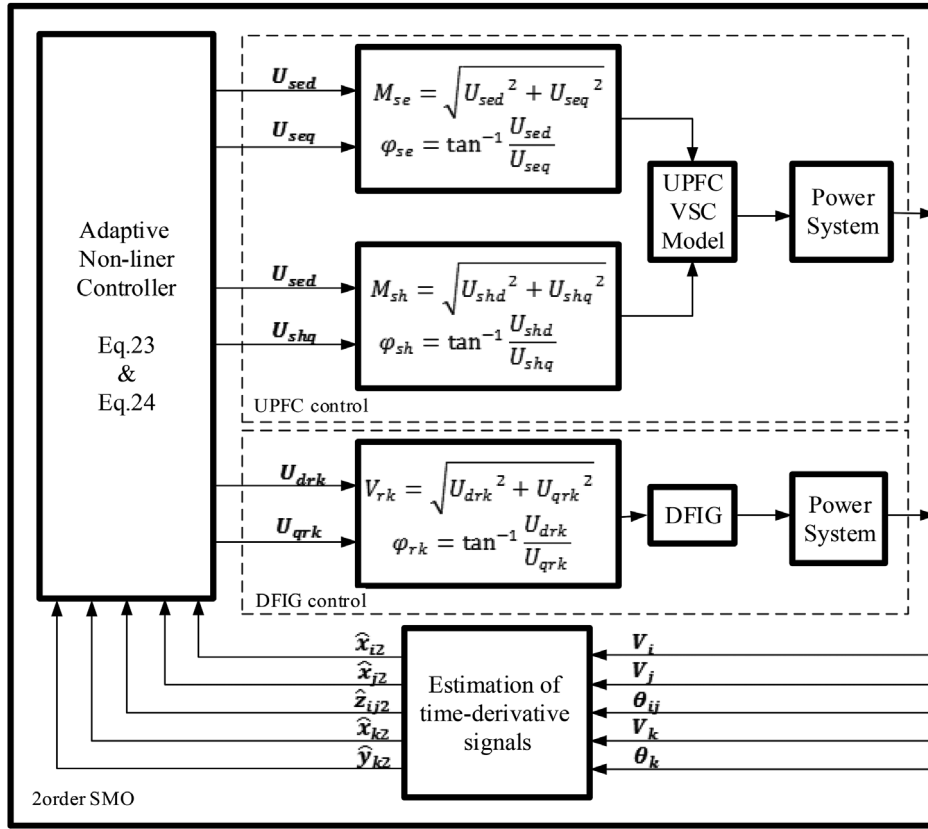 Adaptive
Non-liner
Controller
Eq.23
&
Eq.24
U_sed
U_seq
U_sed
U_shq
U_drk
U_qrk
M_se = √(U_sed² + U_seq²)
φ_se = tan⁻¹ U_sed / U_seq
M_sh = √(U_shd² + U_shq²)
φ_sh = tan⁻¹ U_shd / U_shq
UPFC
VSC
Model
Power
System
UPFC control
V_rk = √(U_drk² + U_qrk²)
φ_rk = tan⁻¹ U_drk / U_qrk
DFIG
Power
System
DFIG control
x̂_i2
x̂_j2
ẑ_ij2
x̂_k2
ŷ_k2
Estimation of
time-derivative
signals
V_i
V_j
θ_ij
V_k
θ_k
2order SMO